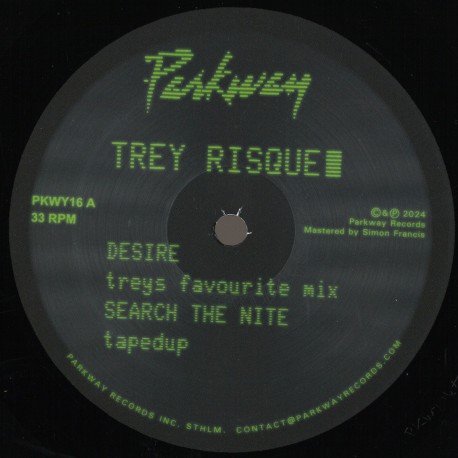 Parkway
TREY RISQUE
PKWY16 A
33 RPM
©&℗ 2024
Parkway Records
Mastered by Simon Francis
DESIRE
treys favourite mix
SEARCH THE NITE
tapedup
PARKWAY RECORDS INC. STHLM. CONTACT@PARKWAYRECORDS.COM